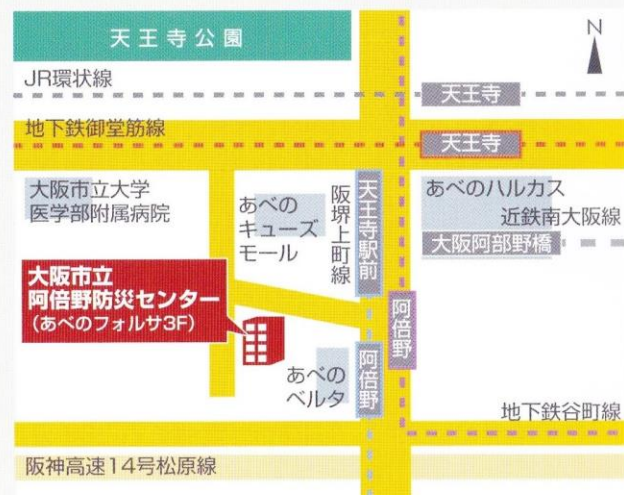 天王寺公園
N
JR環状線
天王寺
地下鉄御堂筋線
天王寺
大阪市立大学
医学部附属病院
あべの
キューズ
モール
阪堺上町線
天王寺駅前
あべのハルカス
近鉄南大阪線
大阪阿部野橋
大阪市立
阿倍野防災センター
(あべのフォルサ3F)
阿倍野
阿倍野
あべの
ベルタ
地下鉄谷町線
阪神高速14号松原線